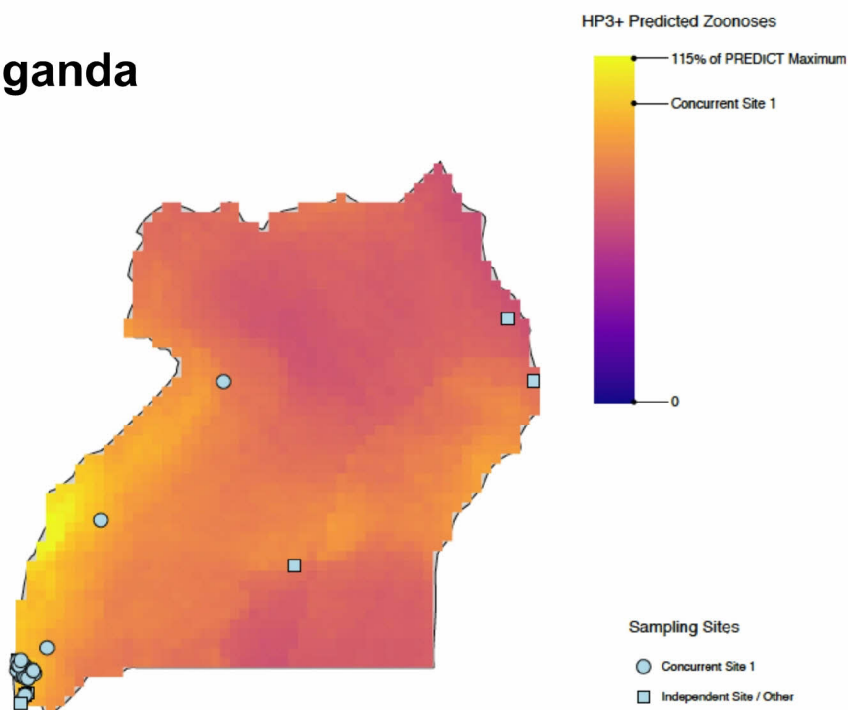 HP3+ Predicted Zoonoses
ganda
115% of PREDICT Maximum
Concurrent Site 1
0
Sampling Sites
Concurrent Site 1
Independent Site / Other